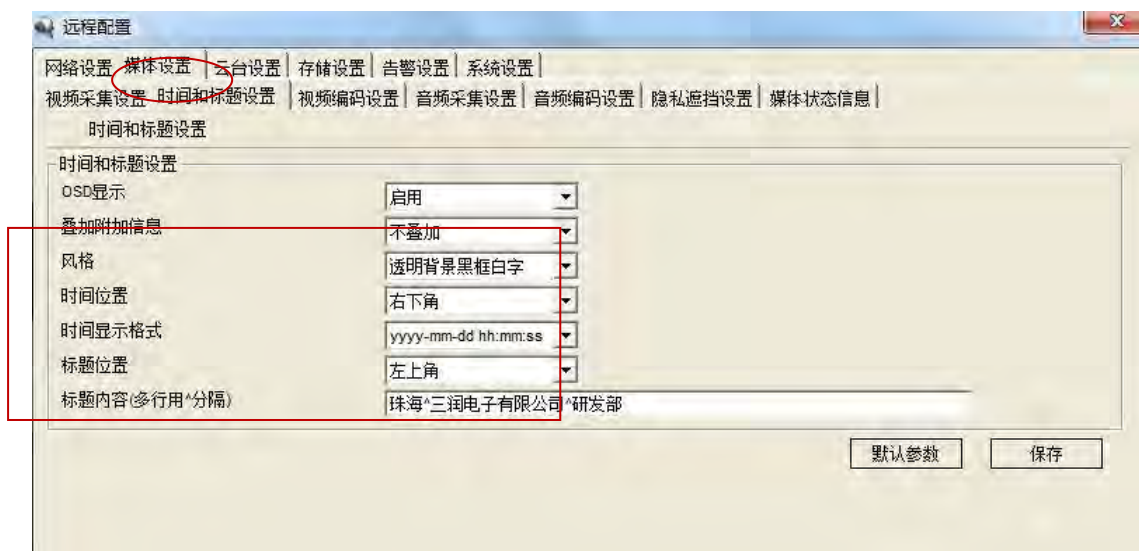 远程配置
网络设置 媒体设置 云台设置 存储设置 告警设置 系统设置
视频采集设置 时间和标题设置 视频编码设置 音频采集设置 音频编码设置 隐私遮挡设置 媒体状态信息
时间和标题设置
时间和标题设置
OSD显示 启用
叠加附加信息 不叠加
风格 透明背景黑框白字
时间位置 右下角
时间显示格式 yyyy-mm-dd hh:mm:ss
标题位置 左上角
标题内容(多行用^分隔) 珠海^三润电子有限公司^研发部
默认参数 保存